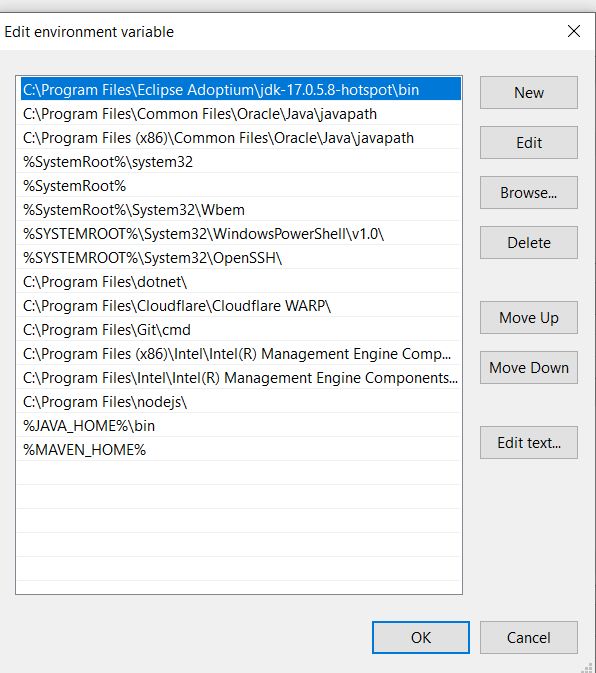 Edit environment variable
C:\Program Files\Eclipse Adoptium\jdk-17.0.5.8-hotspot\bin
C:\Program Files\Common Files\Oracle\Java\javapath
C:\Program Files (x86)\Common Files\Oracle\Java\javapath
%SystemRoot%\system32
%SystemRoot%
%SystemRoot%\System32\Wbem
%SYSTEMROOT%\System32\WindowsPowerShell\v1.0\
%SYSTEMROOT%\System32\OpenSSH\
C:\Program Files\dotnet\
C:\Program Files\Cloudflare\Cloudflare WARP\
C:\Program Files\Git\cmd
C:\Program Files (x86)\Intel\Intel(R) Management Engine Comp...
C:\Program Files\Intel\Intel(R) Management Engine Components...
C:\Program Files\nodejs\
%JAVA_HOME%\bin
%MAVEN_HOME%
New
Edit
Browse...
Delete
Move Up
Move Down
Edit text...
OK
Cancel